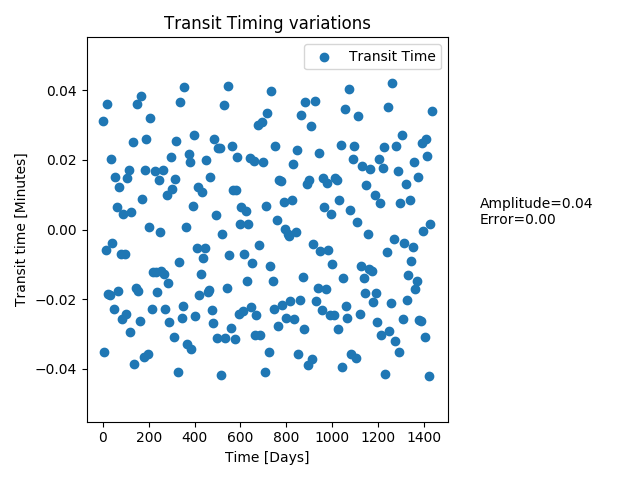 Transit Timing variations
Transit Time
0.04
0.02
0.00
−0.02
−0.04
Transit time [Minutes]
0
200
400
600
800
1000
1200
1400
Time [Days]
Amplitude=0.04
Error=0.00